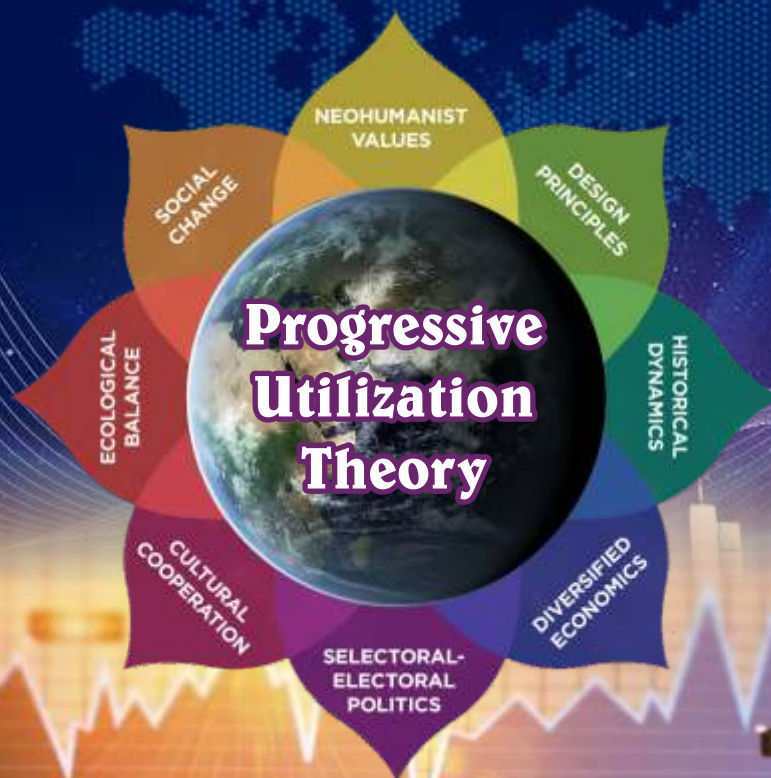 NEOHUMANIST
VALUES
DESIGN
PRINCIPLES
HISTORICAL
DYNAMICS
DIVERSIFIED
ECONOMICS
SELECTORAL-
ELECTORAL
POLITICS
CULTURAL
COOPERATION
ECOLOGICAL
BALANCE
SOCIAL
CHANGE
Progressive
Utilization
Theory